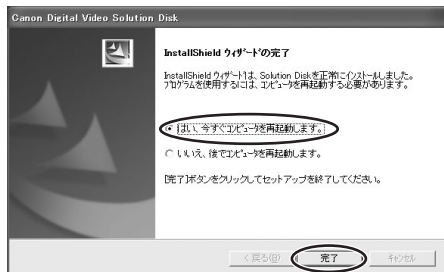 Canon Digital Video Solution Disk
InstallShield ウィザードの完了
InstallShield ウィザードは、Solution Diskを正常にインストールしました。
プログラムを使用するには、コンピュータを再起動する必要があります。
はい、今すぐコンピュータを再起動します。
いいえ、後でコンピュータを再起動します。
[完了]ボタンをクリックしてセットアップを終了してください。
< 戻る(B)
完了
キャンセル